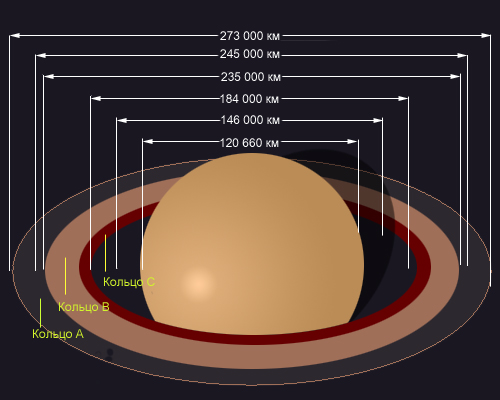 273 000 км
245 000 км
235 000 км
184 000 км
146 000 км
120 660 км
Кольцо C
Кольцо B
Кольцо A